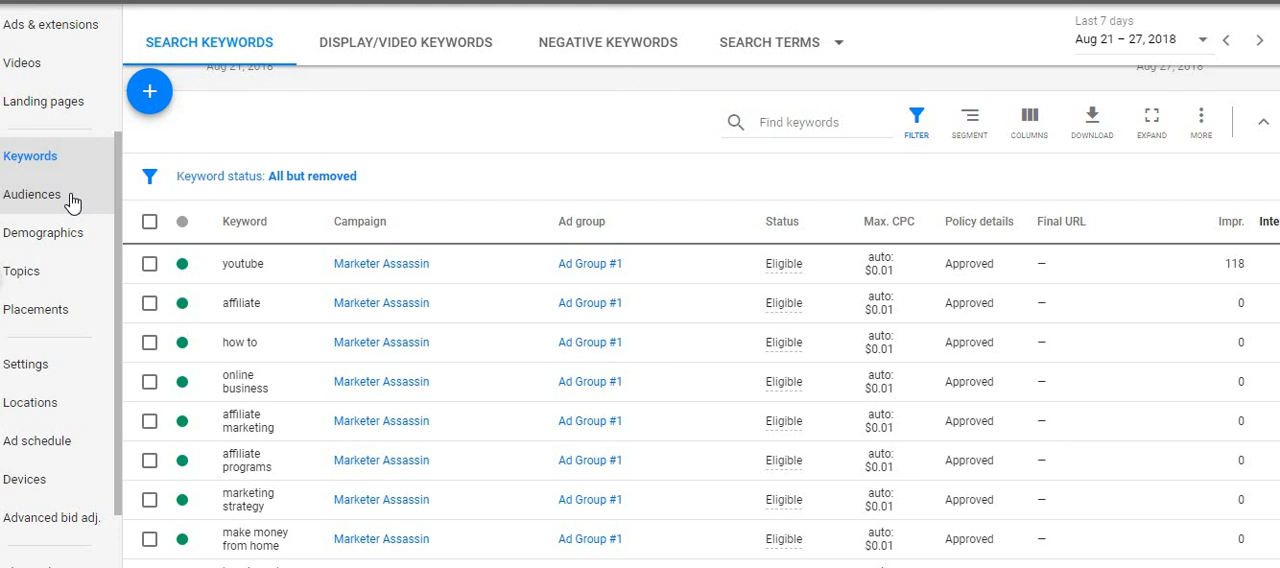 Ads & extensions
Videos
Landing pages
Keywords
Audiences
Demographics
Topics
Placements
Settings
Locations
Ad schedule
Devices
Advanced bid adj.
SEARCH KEYWORDS DISPLAY/VIDEO KEYWORDS NEGATIVE KEYWORDS SEARCH TERMS
Last 7 days
Aug 21 – 27, 2018
Aug 21, 2018 Aug 27, 2018
Find keywords
FILTER SEGMENT COLUMNS DOWNLOAD EXPAND MORE
Keyword status: All but removed
Keyword Campaign Ad group Status Max. CPC Policy details Final URL Impr. Inte
youtube Marketer Assassin Ad Group #1 Eligible auto: $0.01 Approved – 118
affiliate Marketer Assassin Ad Group #1 Eligible auto: $0.01 Approved – 0
how to Marketer Assassin Ad Group #1 Eligible auto: $0.01 Approved – 0
online business Marketer Assassin Ad Group #1 Eligible auto: $0.01 Approved – 0
affiliate marketing Marketer Assassin Ad Group #1 Eligible auto: $0.01 Approved – 0
affiliate programs Marketer Assassin Ad Group #1 Eligible auto: $0.01 Approved – 0
marketing strategy Marketer Assassin Ad Group #1 Eligible auto: $0.01 Approved – 0
make money from home Marketer Assassin Ad Group #1 Eligible auto: $0.01 Approved – 0